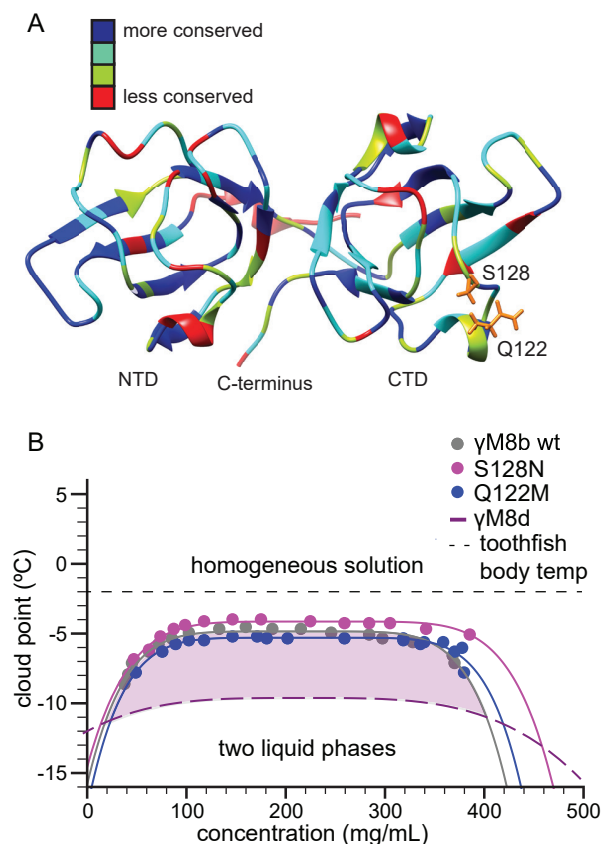 A
more conserved
less conserved
S128
Q122
NTD
C-terminus
CTD
B
γM8b wt
S128N
Q122M
γM8d
toothfish
body temp
homogeneous solution
two liquid phases
cloud point (ºC)
5
0
-5
-10
-15
0 100 200 300 400 500
concentration (mg/mL)